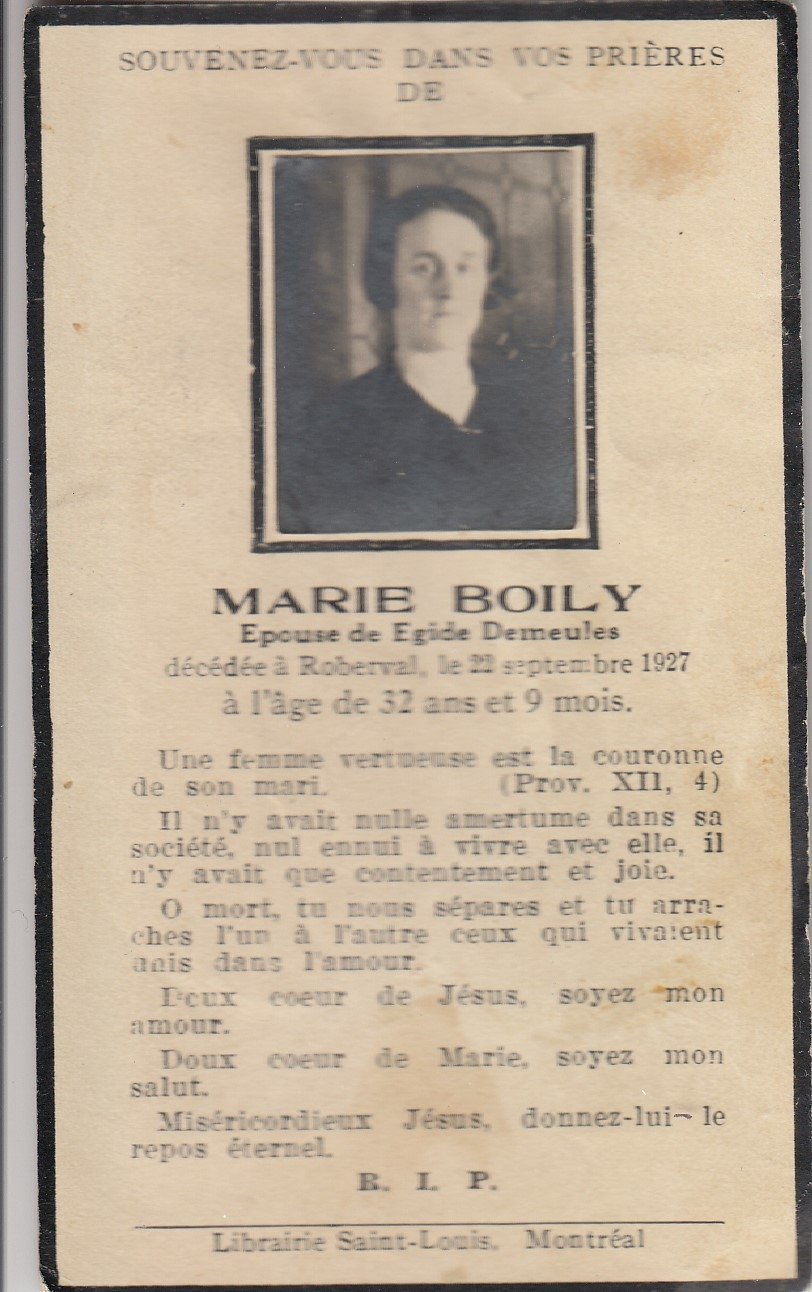 SOUVENEZ-VOUS DANS VOS PRIÈRES
DE
MARIE BOILY
Epouse de Egide Demeules
décédée à Roberval, le 22 septembre 1927
à l'âge de 32 ans et 9 mois.
Une femme vertueuse est la couronne
de son mari. (Prov. XII, 4)
Il n'y avait nulle amertume dans sa
société, nul ennui à vivre avec elle, il
n'y avait que contentement et joie.
O mort, tu nous sépares et tu arra-
ches l'un à l'autre ceux qui vivaient
unis dans l'amour.
Doux coeur de Jésus, soyez mon
amour.
Doux coeur de Marie, soyez mon
salut.
Miséricordieux Jésus, donnez-lui le
repos éternel.
R. I. P.
Librairie Saint-Louis, Montréal